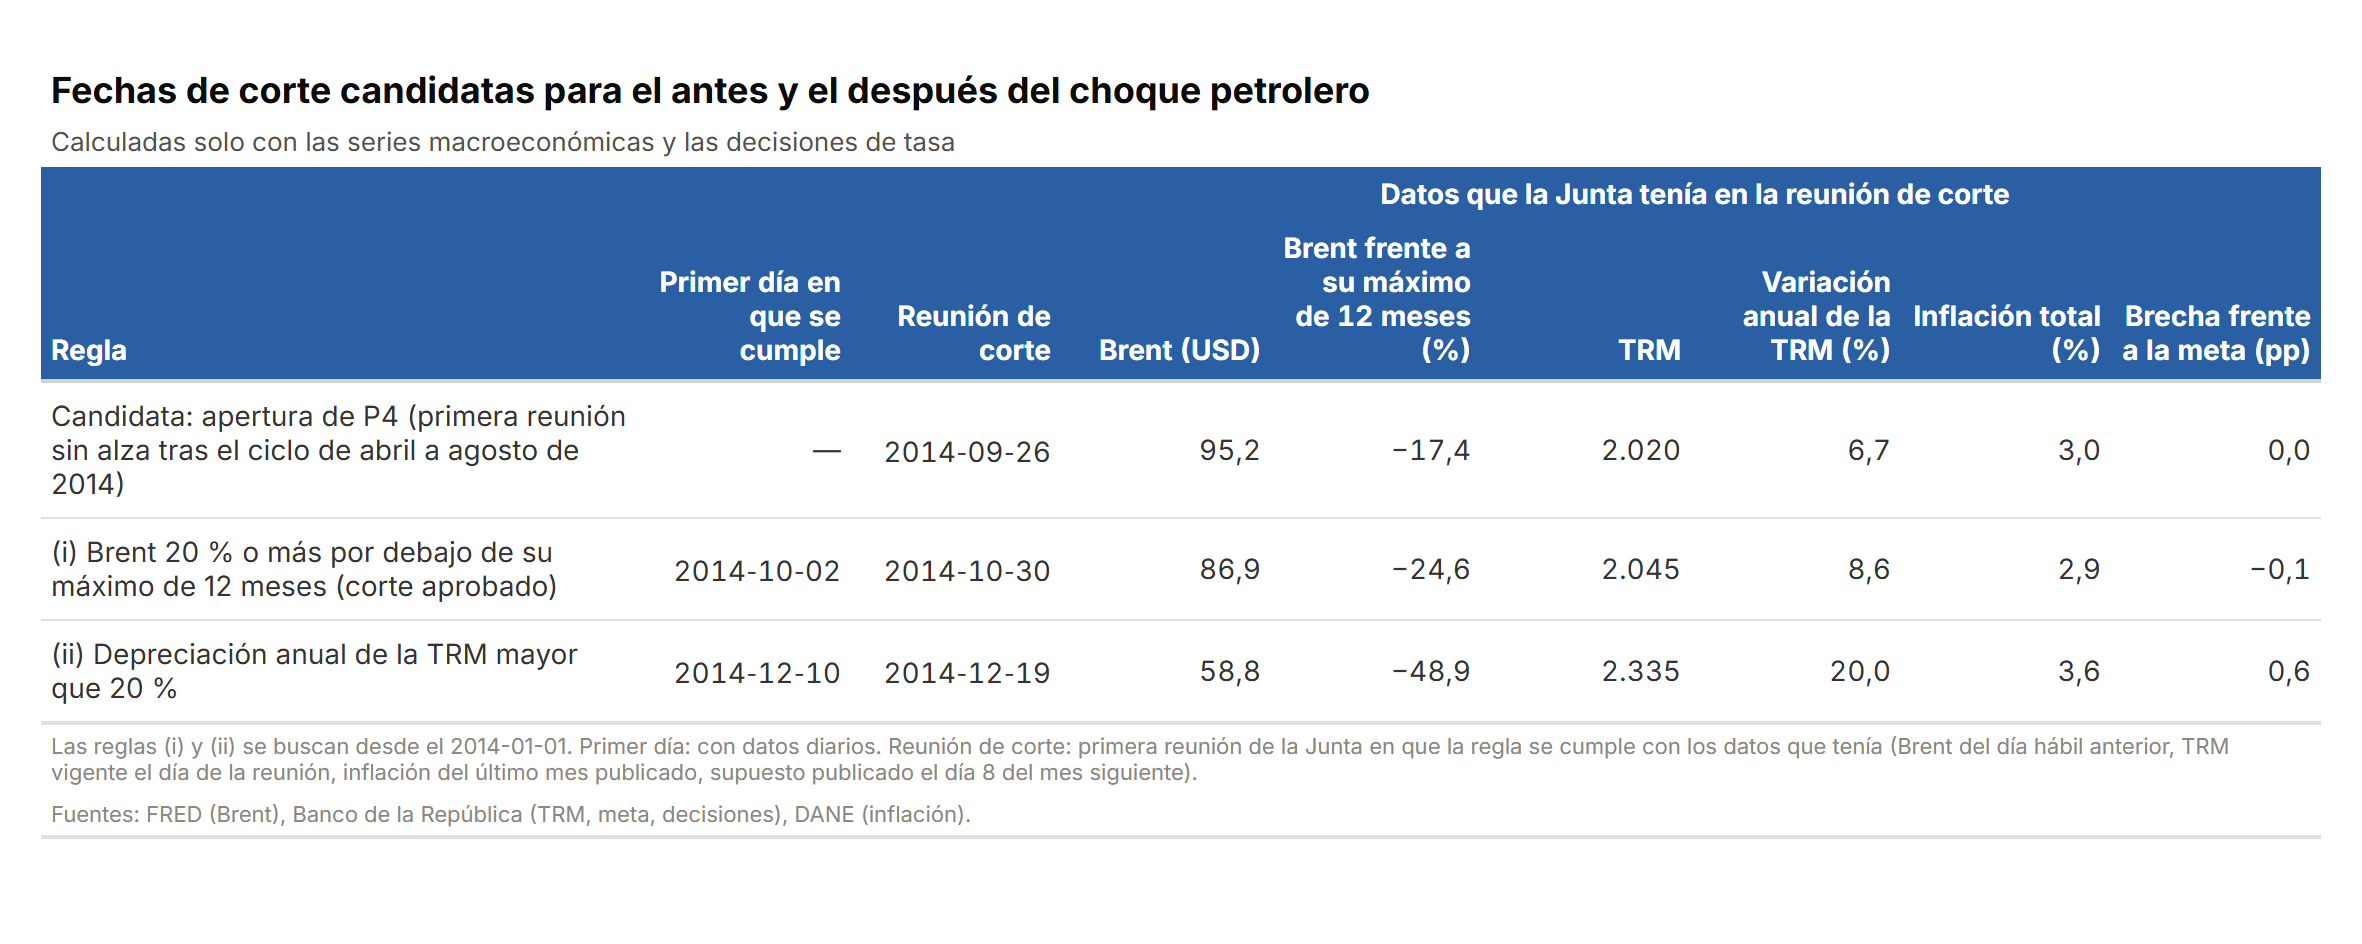 Fechas de corte candidatas para el antes y el después del choque petrolero
Calculadas solo con las series macroeconómicas y las decisiones de tasa
Datos que la Junta tenía en la reunión de corte
Regla
Primer día en
que se
cumple
Reunión de
corte
Brent (USD)
Brent frente a
su máximo
de 12 meses
(%)
TRM
Variación
anual de la
TRM (%)
Inflación total
(%)
Brecha frente
a la meta (pp)
Candidata: apertura de P4 (primera reunión
sin alza tras el ciclo de abril a agosto de
2014)
— 2014-09-26 95,2 −17,4 2.020 6,7 3,0 0,0
(i) Brent 20 % o más por debajo de su
máximo de 12 meses (corte aprobado)
2014-10-02 2014-10-30 86,9 −24,6 2.045 8,6 2,9 −0,1
(ii) Depreciación anual de la TRM mayor
que 20 %
2014-12-10 2014-12-19 58,8 −48,9 2.335 20,0 3,6 0,6
Las reglas (i) y (ii) se buscan desde el 2014-01-01. Primer día: con datos diarios. Reunión de corte: primera reunión de la Junta en que la regla se cumple con los datos que tenía (Brent del día hábil anterior, TRM
vigente el día de la reunión, inflación del último mes publicado, supuesto publicado el día 8 del mes siguiente).
Fuentes: FRED (Brent), Banco de la República (TRM, meta, decisiones), DANE (inflación).